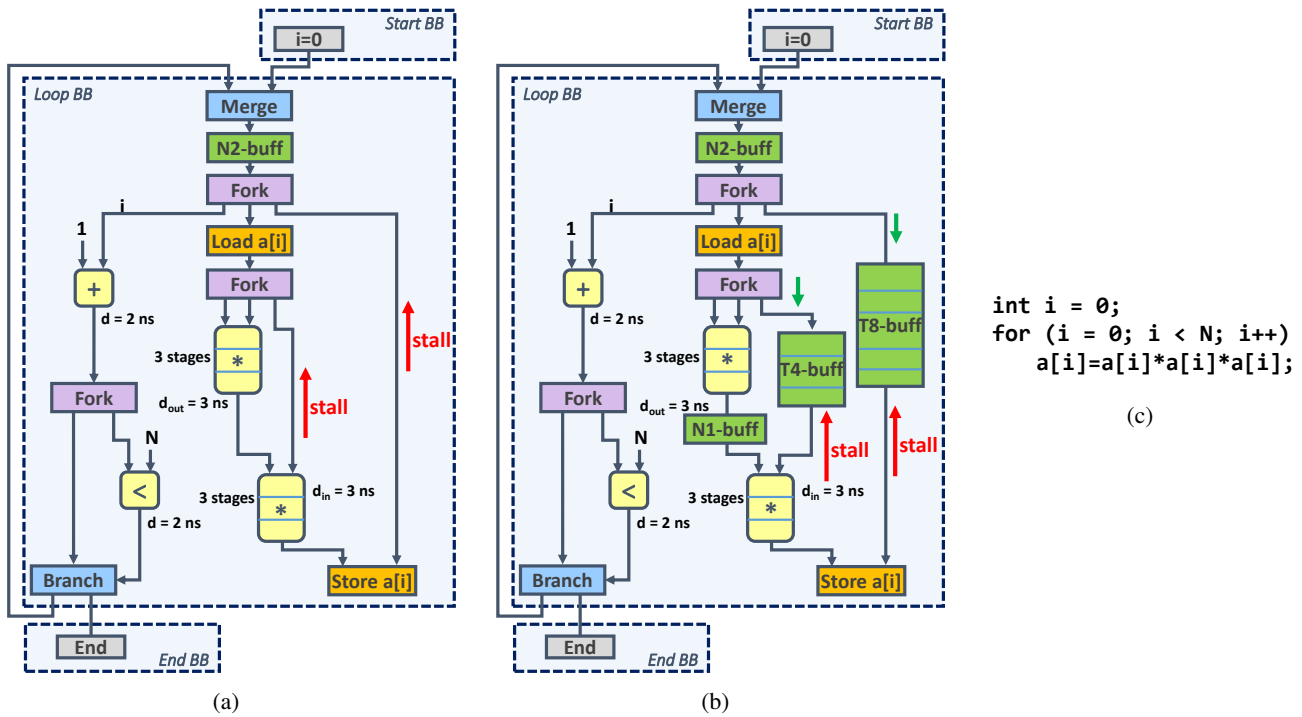 Start BB
i=0
Loop BB
Merge
N2-buff
Fork
i
1
Load a[i]
+
Fork
d = 2 ns
3 stages
*
stall
stall
d_out = 3 ns
Fork
N
<
3 stages
*
d_in = 3 ns
d = 2 ns
Branch
Store a[i]
End
End BB
(a)
Start BB
i=0
Loop BB
Merge
N2-buff
Fork
i
1
Load a[i]
+
Fork
d = 2 ns
T8-buff
3 stages
*
T4-buff
d_out = 3 ns
Fork
N1-buff
stall
stall
N
<
3 stages
*
d_in = 3 ns
d = 2 ns
Branch
Store a[i]
End
End BB
(b)
int i = 0;
for (i = 0; i < N; i++)
a[i]=a[i]*a[i]*a[i];
(c)